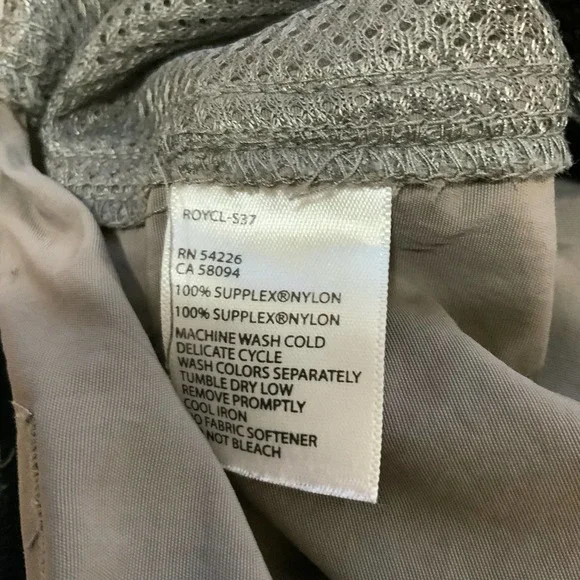 ROYCL-S37
RN 54226
CA 58094
100% SUPPLEX®NYLON
100% SUPPLEX®NYLON
MACHINE WASH COLD
DELICATE CYCLE
WASH COLORS SEPARATELY
TUMBLE DRY LOW
REMOVE PROMPTLY
COOL IRON
NO FABRIC SOFTENER
NOT BLEACH